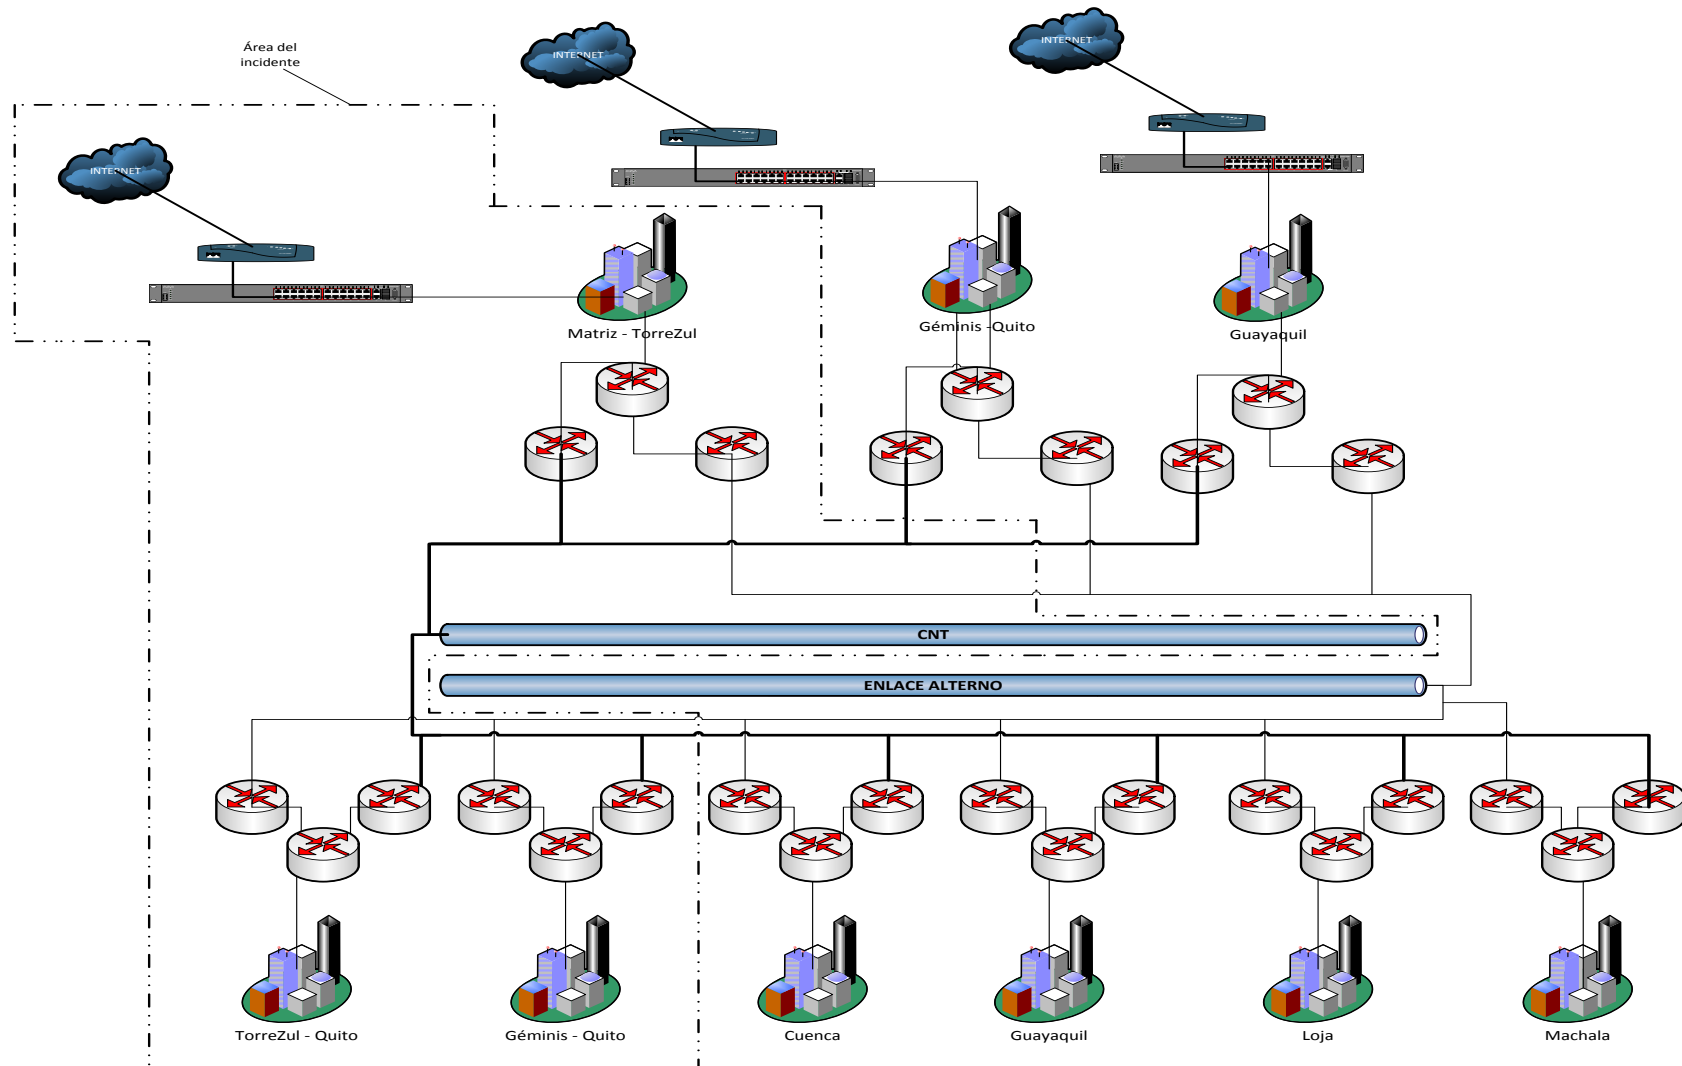 Área del
incidente
INTERNET
INTERNET
INTERNET
Matriz - TorreZul
Géminis -Quito
Guayaquil
CNT
ENLACE ALTERNO
TorreZul - Quito
Géminis - Quito
Cuenca
Guayaquil
Loja
Machala